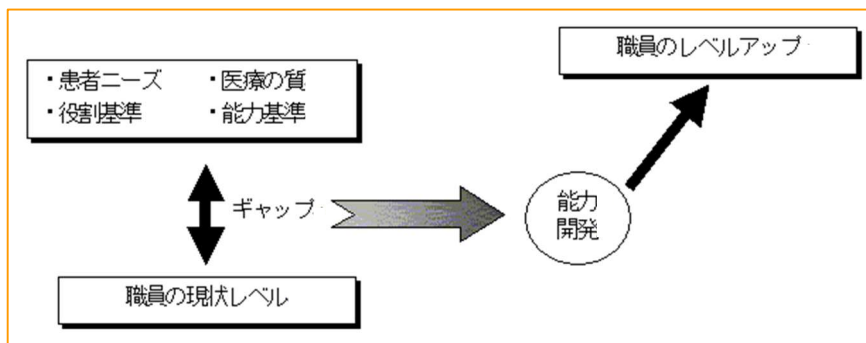 職員のレベルアップ
・患者ニーズ ・医療の質
・役割基準 ・能力基準
ギャップ
能力
開発
職員の現状レベル